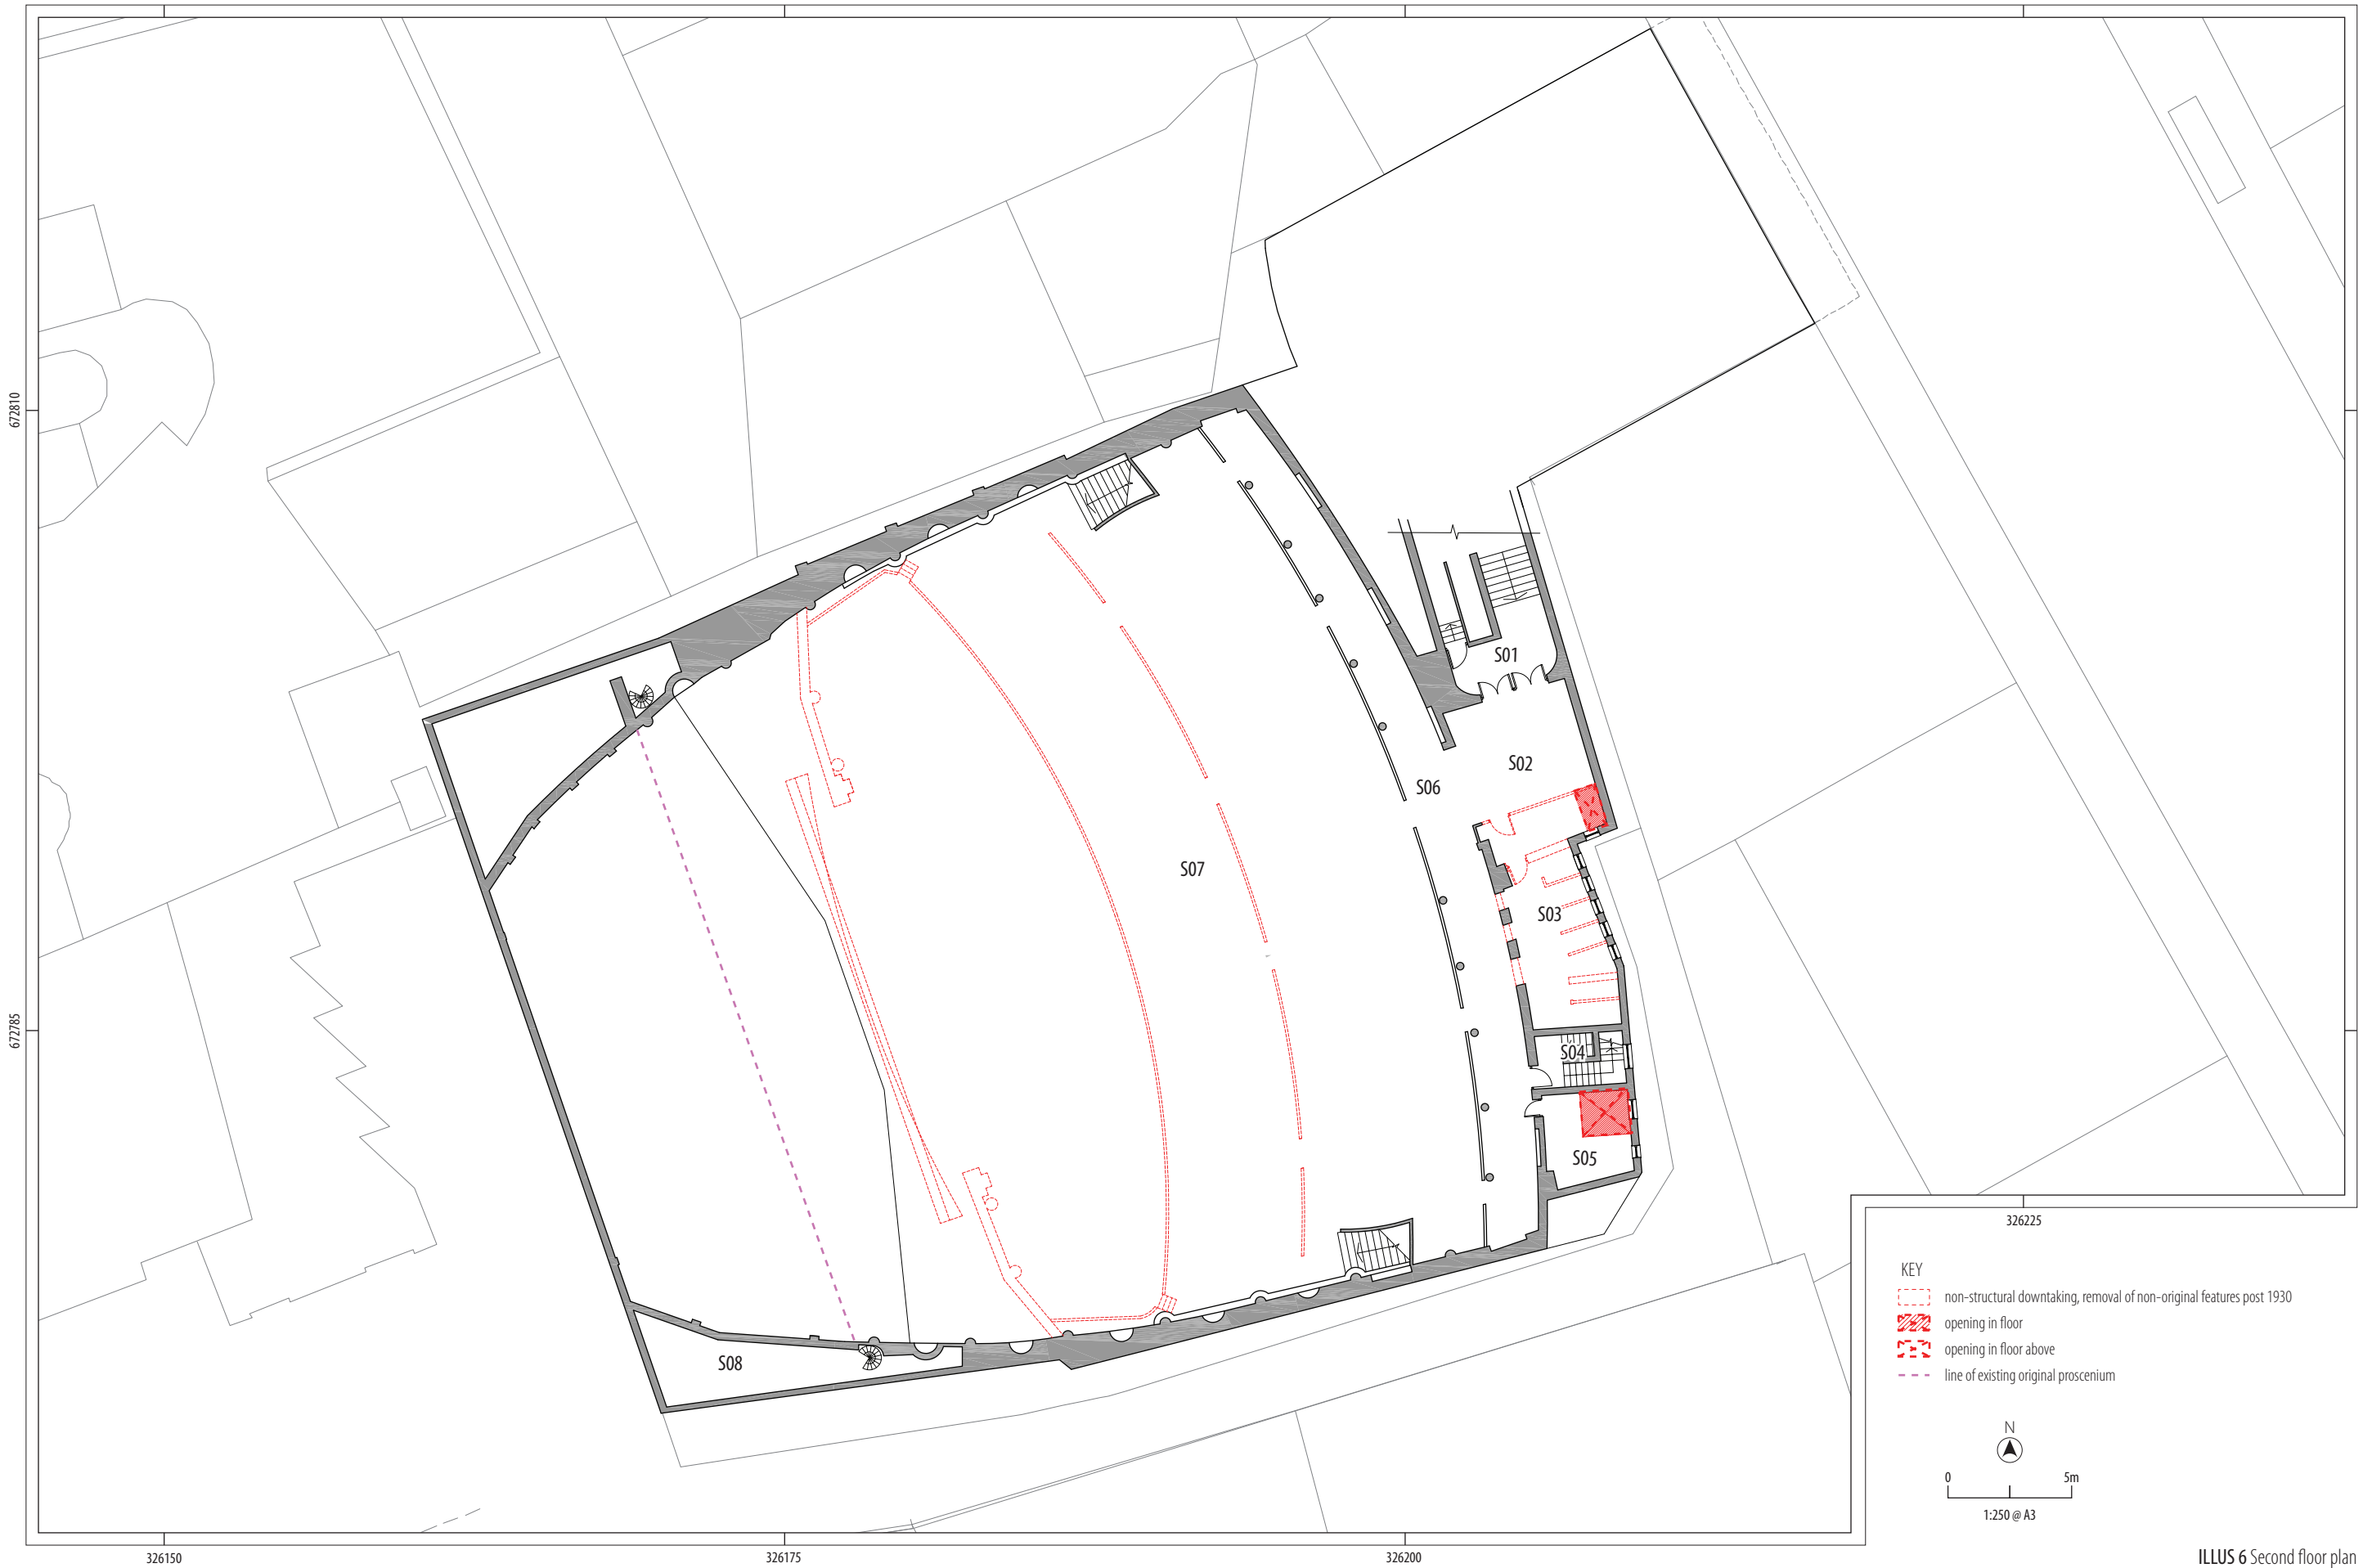 672810
S01
S02
S06
S07
S03
672785
S04
S05
S08
326225
KEY
non-structural downtaking, removal of non-original features post 1930
opening in floor
opening in floor above
line of existing original proscenium
N
0 5m
1:250 @ A3
326150 326175 326200
ILLUS 6 Second floor plan